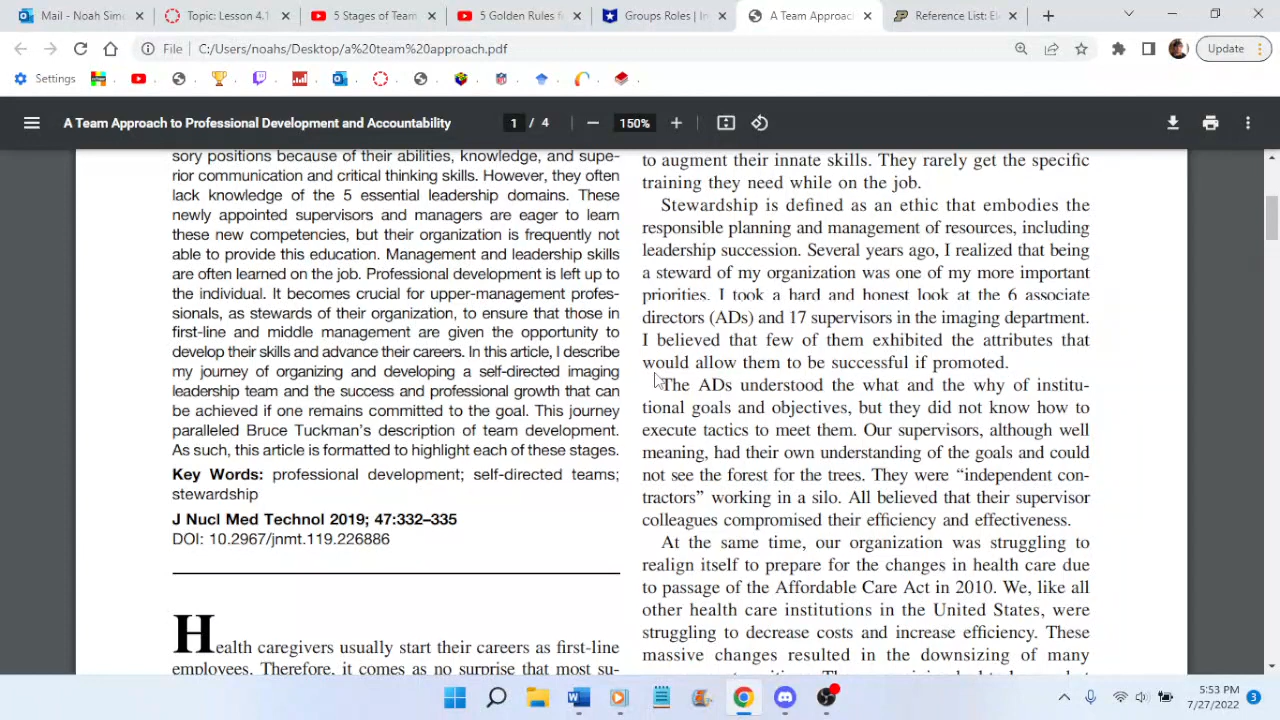 Mail - Noah Simo
Topic: Lesson 4.1
5 Stages of Team
5 Golden Rules f
Groups Roles | In
A Team Approac
Reference List: El
File
C:/Users/noahs/Desktop/a%20team%20approach.pdf
Update
Settings
A Team Approach to Professional Development and Accountability
1 / 4
150%
sory positions because of their abilities, knowledge, and supe-
rior communication and critical thinking skills. However, they often
lack knowledge of the 5 essential leadership domains. These
newly appointed supervisors and managers are eager to learn
these new competencies, but their organization is frequently not
able to provide this education. Management and leadership skills
are often learned on the job. Professional development is left up to
the individual. It becomes crucial for upper-management profes-
sionals, as stewards of their organization, to ensure that those in
first-line and middle management are given the opportunity to
develop their skills and advance their careers. In this article, I describe
my journey of organizing and developing a self-directed imaging
leadership team and the success and professional growth that can
be achieved if one remains committed to the goal. This journey
paralleled Bruce Tuckman's description of team development.
As such, this article is formatted to highlight each of these stages.
Key Words: professional development; self-directed teams;
stewardship
J Nucl Med Technol 2019; 47:332–335
DOI: 10.2967/jnmt.119.226886
Health caregivers usually start their careers as first-line
employees. Therefore, it comes as no surprise that most su-
to augment their innate skills. They rarely get the specific
training they need while on the job.
Stewardship is defined as an ethic that embodies the
responsible planning and management of resources, including
leadership succession. Several years ago, I realized that being
a steward of my organization was one of my more important
priorities. I took a hard and honest look at the 6 associate
directors (ADs) and 17 supervisors in the imaging department.
I believed that few of them exhibited the attributes that
would allow them to be successful if promoted.
The ADs understood the what and the why of institu-
tional goals and objectives, but they did not know how to
execute tactics to meet them. Our supervisors, although well
meaning, had their own understanding of the goals and could
not see the forest for the trees. They were “independent con-
tractors” working in a silo. All believed that their supervisor
colleagues compromised their efficiency and effectiveness.
At the same time, our organization was struggling to
realign itself to prepare for the changes in health care due
to passage of the Affordable Care Act in 2010. We, like all
other health care institutions in the United States, were
struggling to decrease costs and increase efficiency. These
massive changes resulted in the downsizing of many
5:53 PM
7/27/2022
3